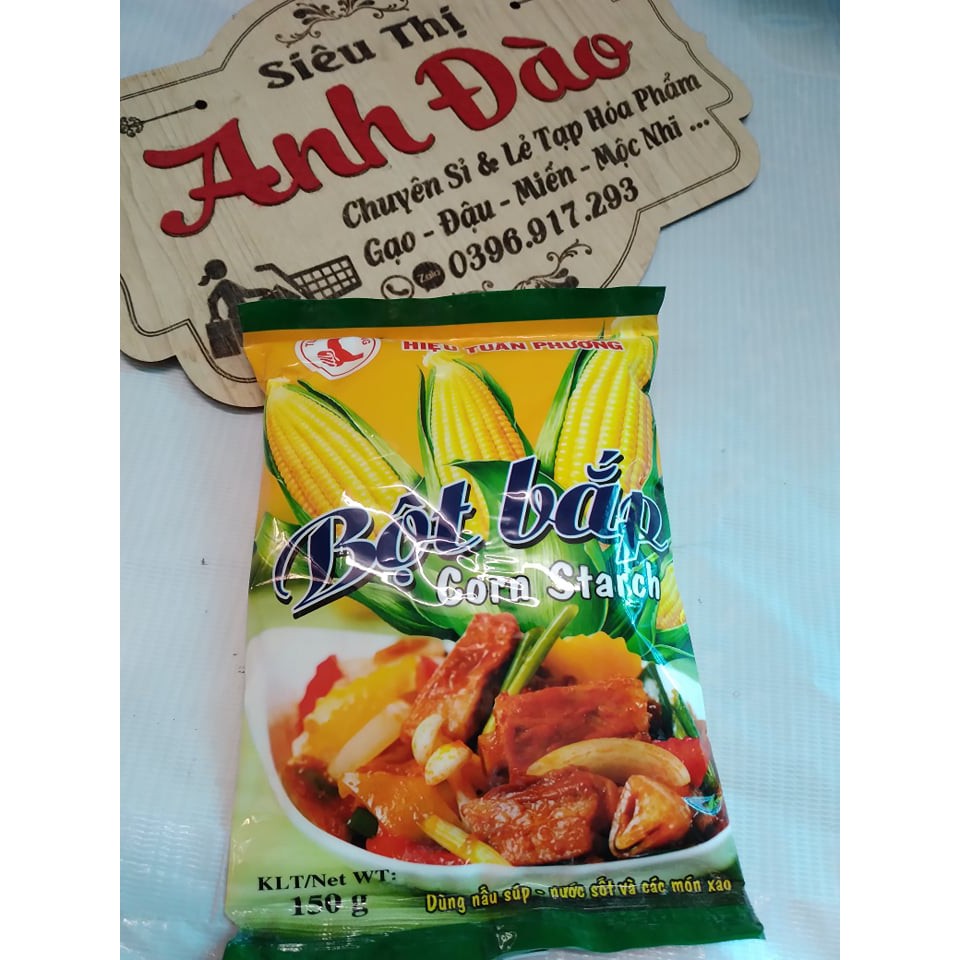 Siêu Thị
Anh Đào
Chuyên Sỉ & Lẻ Tạp Hóa Phẩm
Gạo - Đậu - Miến - Mộc Nhĩ ...
Zalo
0396.917.293
HIỆU TUẤN PHƯƠNG
Bột bắp
Corn Starch
KLT/Net WT:
150 g
Dùng nấu súp - nước sốt và các món xào